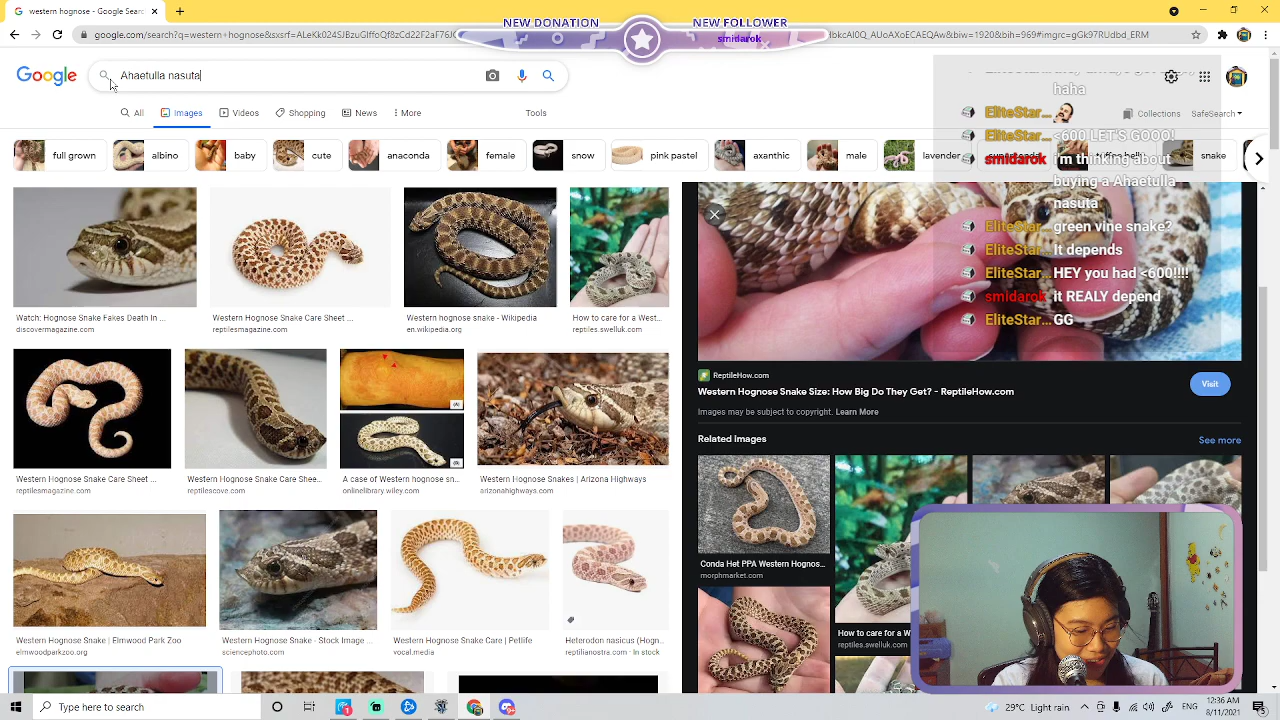 G western hognose snake - Google Search
NEW DONATION
NEW FOLLOWER
smidarok
google.com/search?q=western+hognose+snake
Google
Ahaetulla nasuta
All
Images
Shopping
Videos
News
More
Tools
Collections
SafeSearch
full grown
albino
baby
cute
anaconda
female
snow
pink pastel
axanthic
male
lavender
snake
haha
EliteStar...
EliteStar... <600 LET'S GOOO!
smidarok i'm thinking about
buying a Ahaetulla
nasuta
EliteStar... green vine snake?
EliteStar... It depends
EliteStar... HEY you had <600!!!!
smidarok it REALY depend
EliteStar... GG
Watch: Hognose Snake Fakes Death In ...
discovermagazine.com
Western Hognose Snake Care Sheet ...
reptilesmagazine.com
Western hognose snake - Wikipedia
en.wikipedia.org
How to care for a West...
reptiles.swelluk.com
Western Hognose Snake Care Sheet ...
reptilesmagazine.com
Western Hognose Snake Care Shee...
reptilescove.com
(A)
(B)
A case of Western hognose sn...
onlinelibrary.wiley.com
Western Hognose Snakes | Arizona Highways
arizonahighways.com
Western Hognose Snake | Elmwood Park Zoo
elmwoodparkzoo.org
Western Hognose Snake - Stock Image ...
sciencephoto.com
Western Hognose Snake Care | Petlife
vocal.media
Heterodon nasicus (Hogn...
reptilianostra.com · In stock
ReptileHow.com
Western Hognose Snake Size: How Big Do They Get? - ReptileHow.com
Visit
Images may be subject to copyright. Learn More
Related Images
See more
Conda Het PPA Western Hognos...
morphmarket.com
How to care for a W
reptiles.swelluk
Type here to search
29°C Light rain
12:36 AM